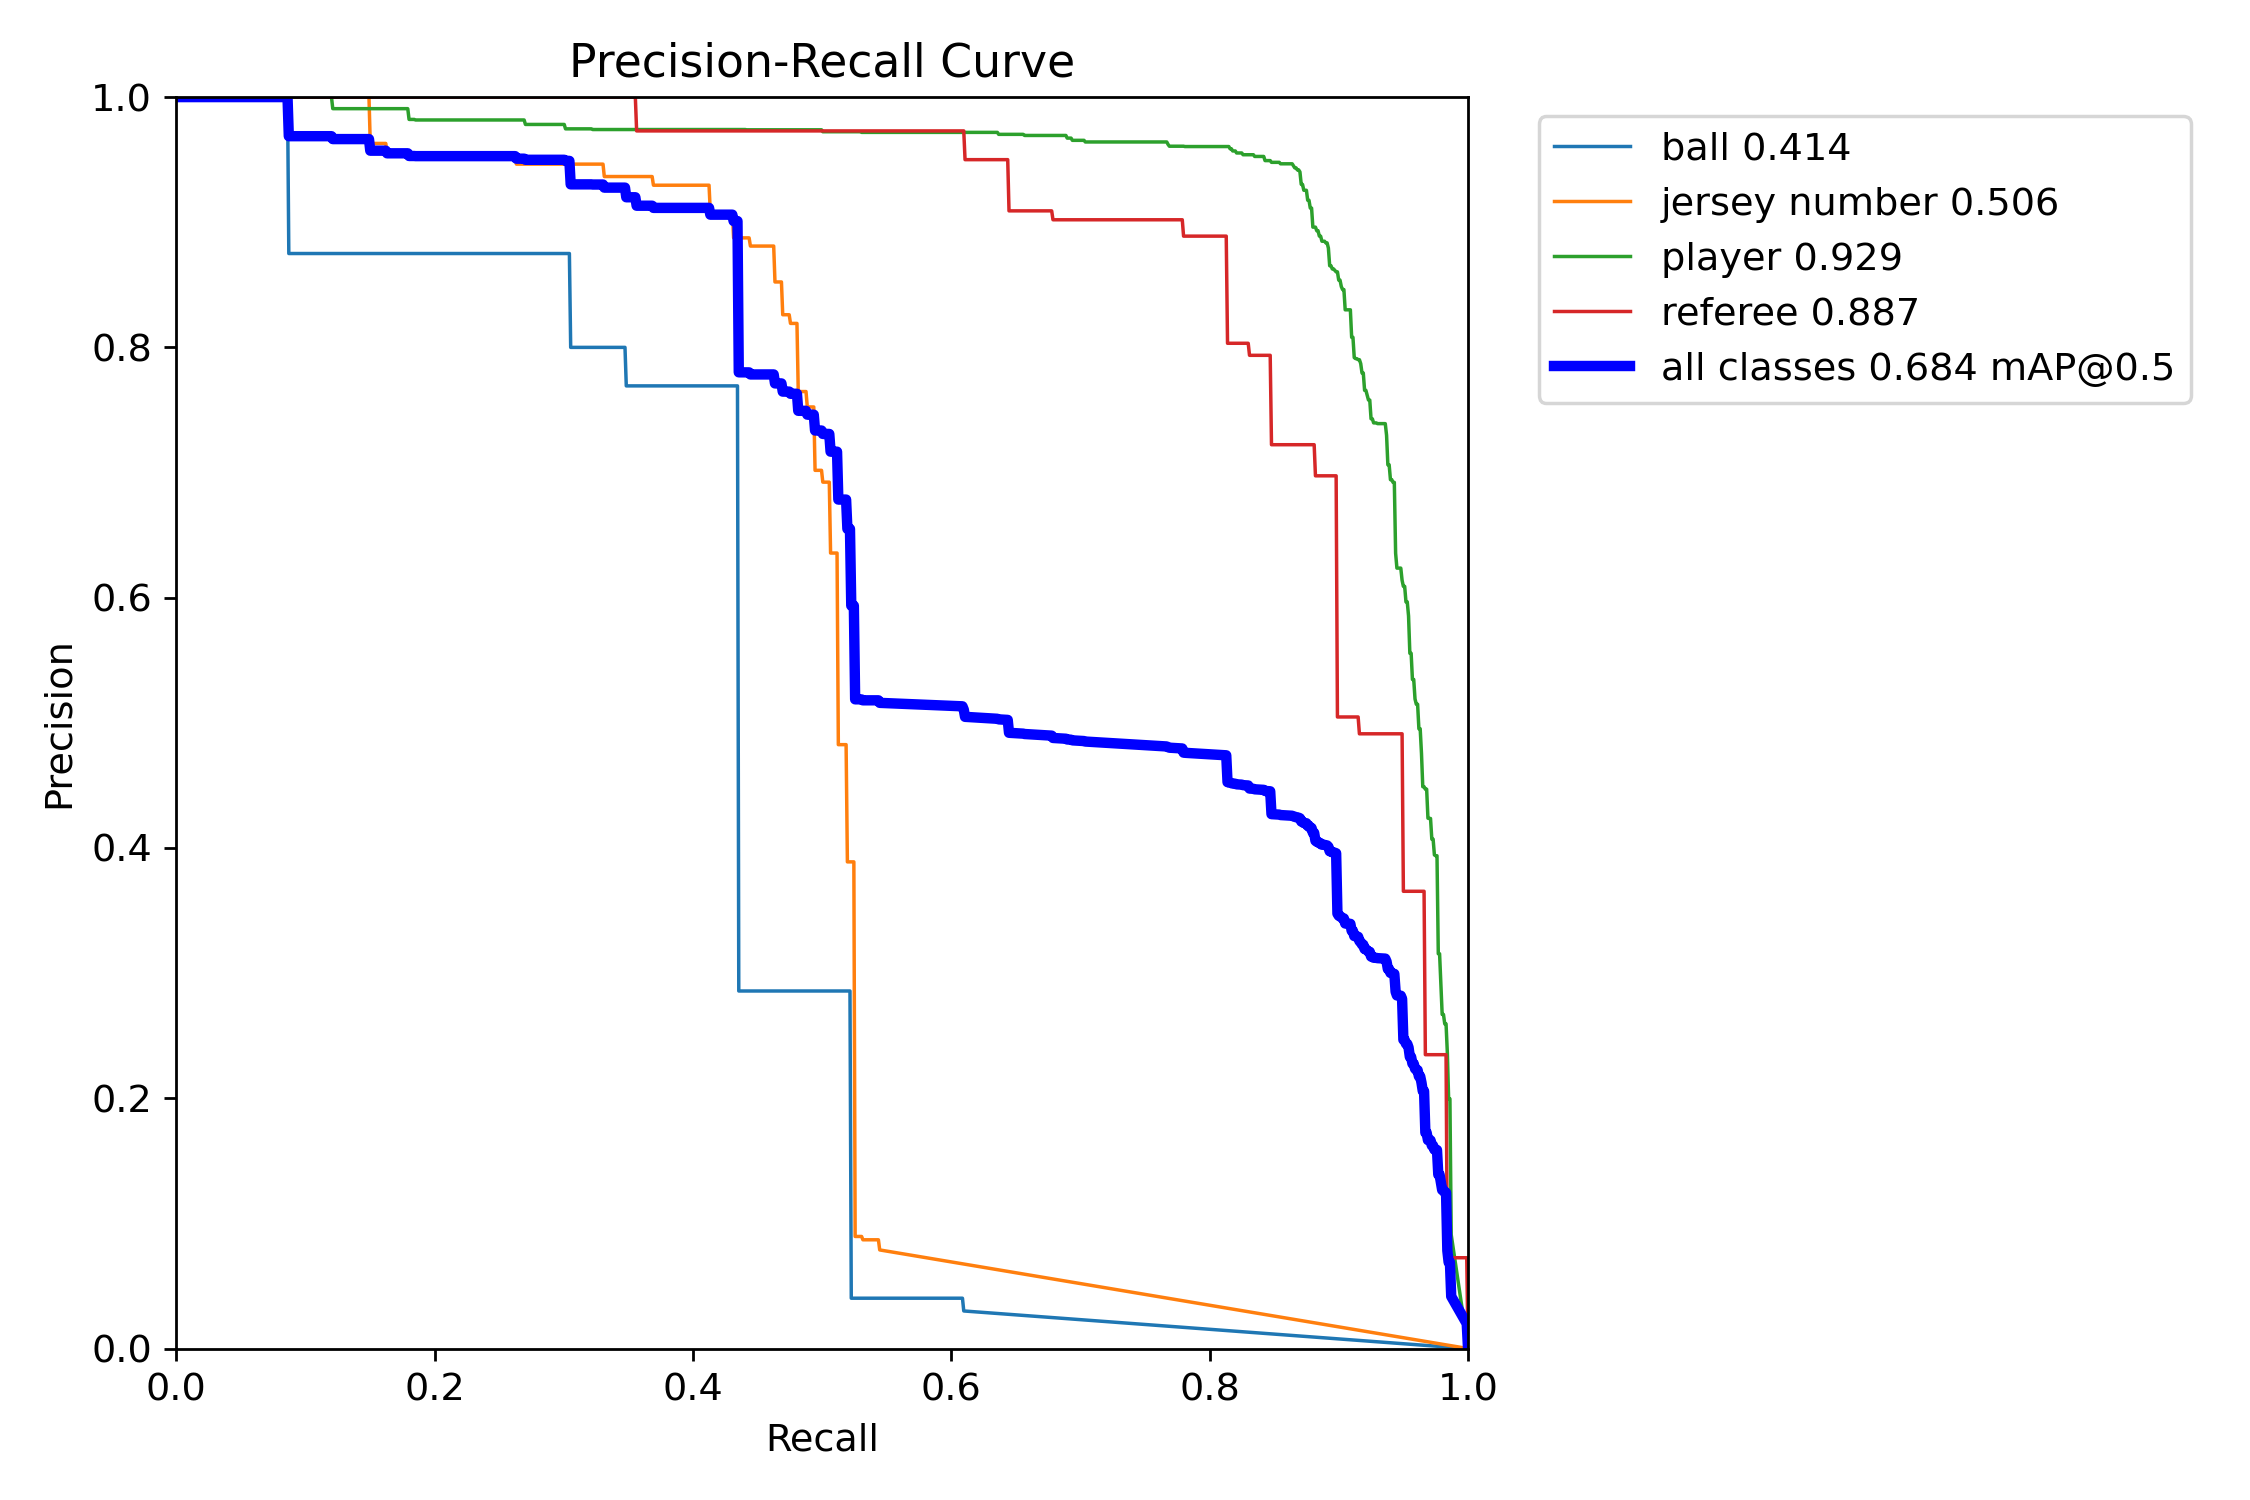 Precision-Recall Curve
1.0
0.8
0.6
0.4
0.2
0.0
Precision
0.0 0.2 0.4 0.6 0.8 1.0
Recall
ball 0.414
jersey number 0.506
player 0.929
referee 0.887
all classes 0.684 mAP@0.5